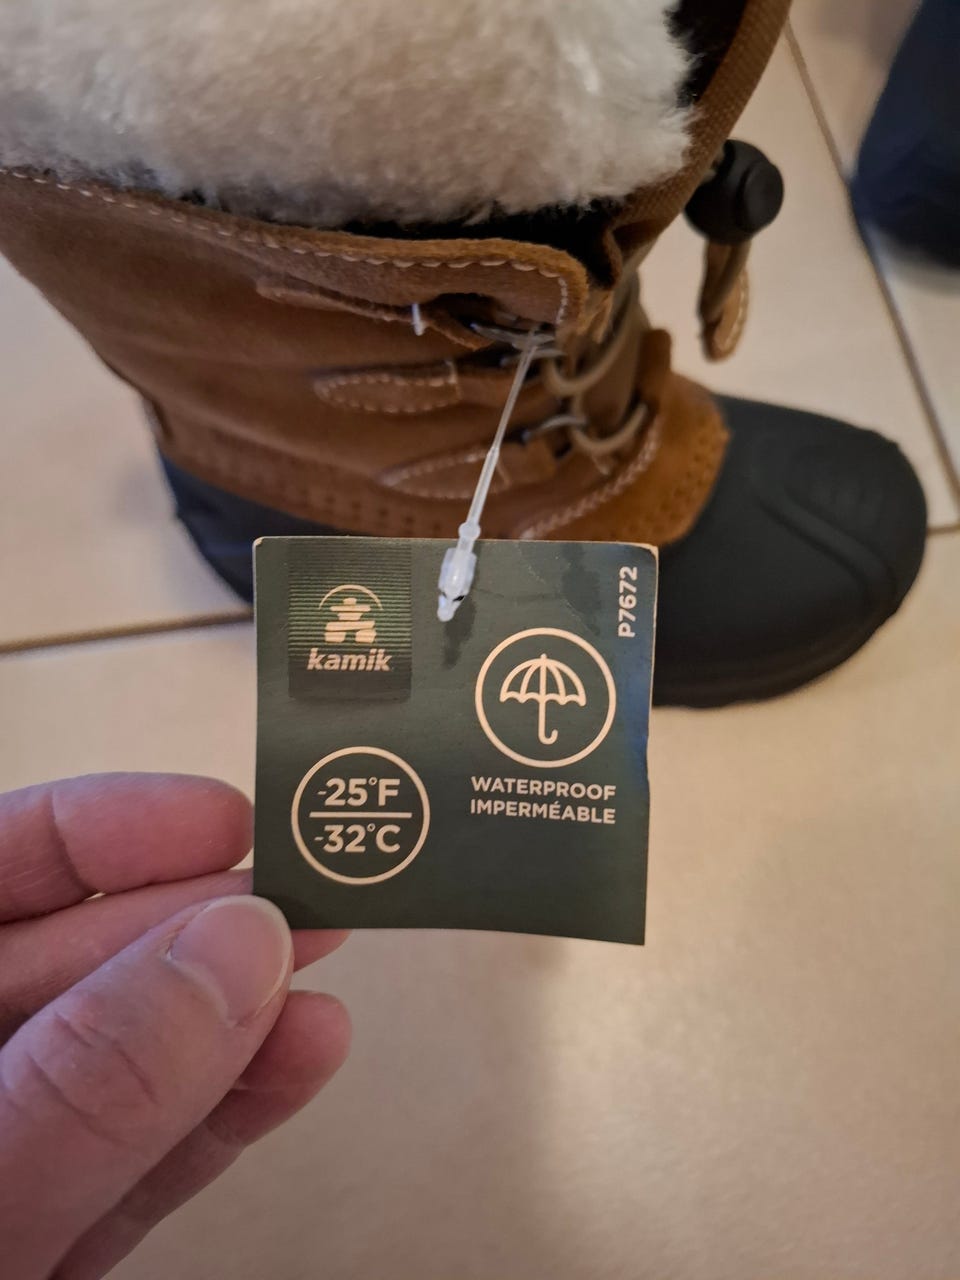 kamik
P7672
WATERPROOF
IMPERMÉABLE
-25°F
-32°C